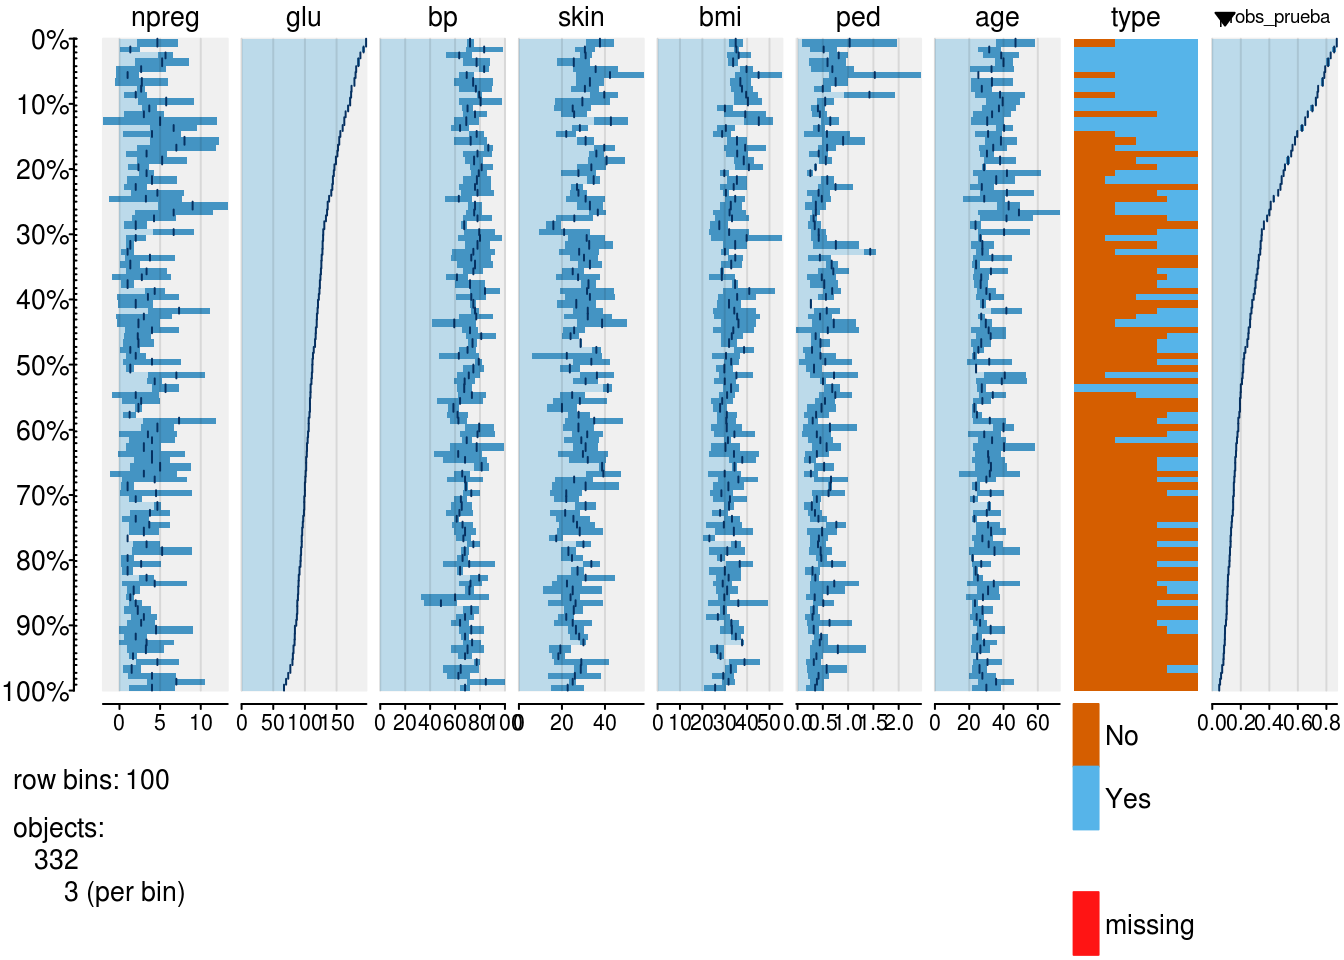 npreg glu bp skin bmi ped age type probs_prueba
0%
10%
20%
30%
40%
50%
60%
70%
80%
90%
100%
0 5 10 0 50 100 150 0 20 40 60 80 100 0 20 40 0 10 20 30 40 50 0.0 0.5 1.0 1.5 2.0 0 20 40 60 0.0 0.2 0.4 0.6 0.8
No
Yes
missing
row bins: 100
objects:
332
3 (per bin)